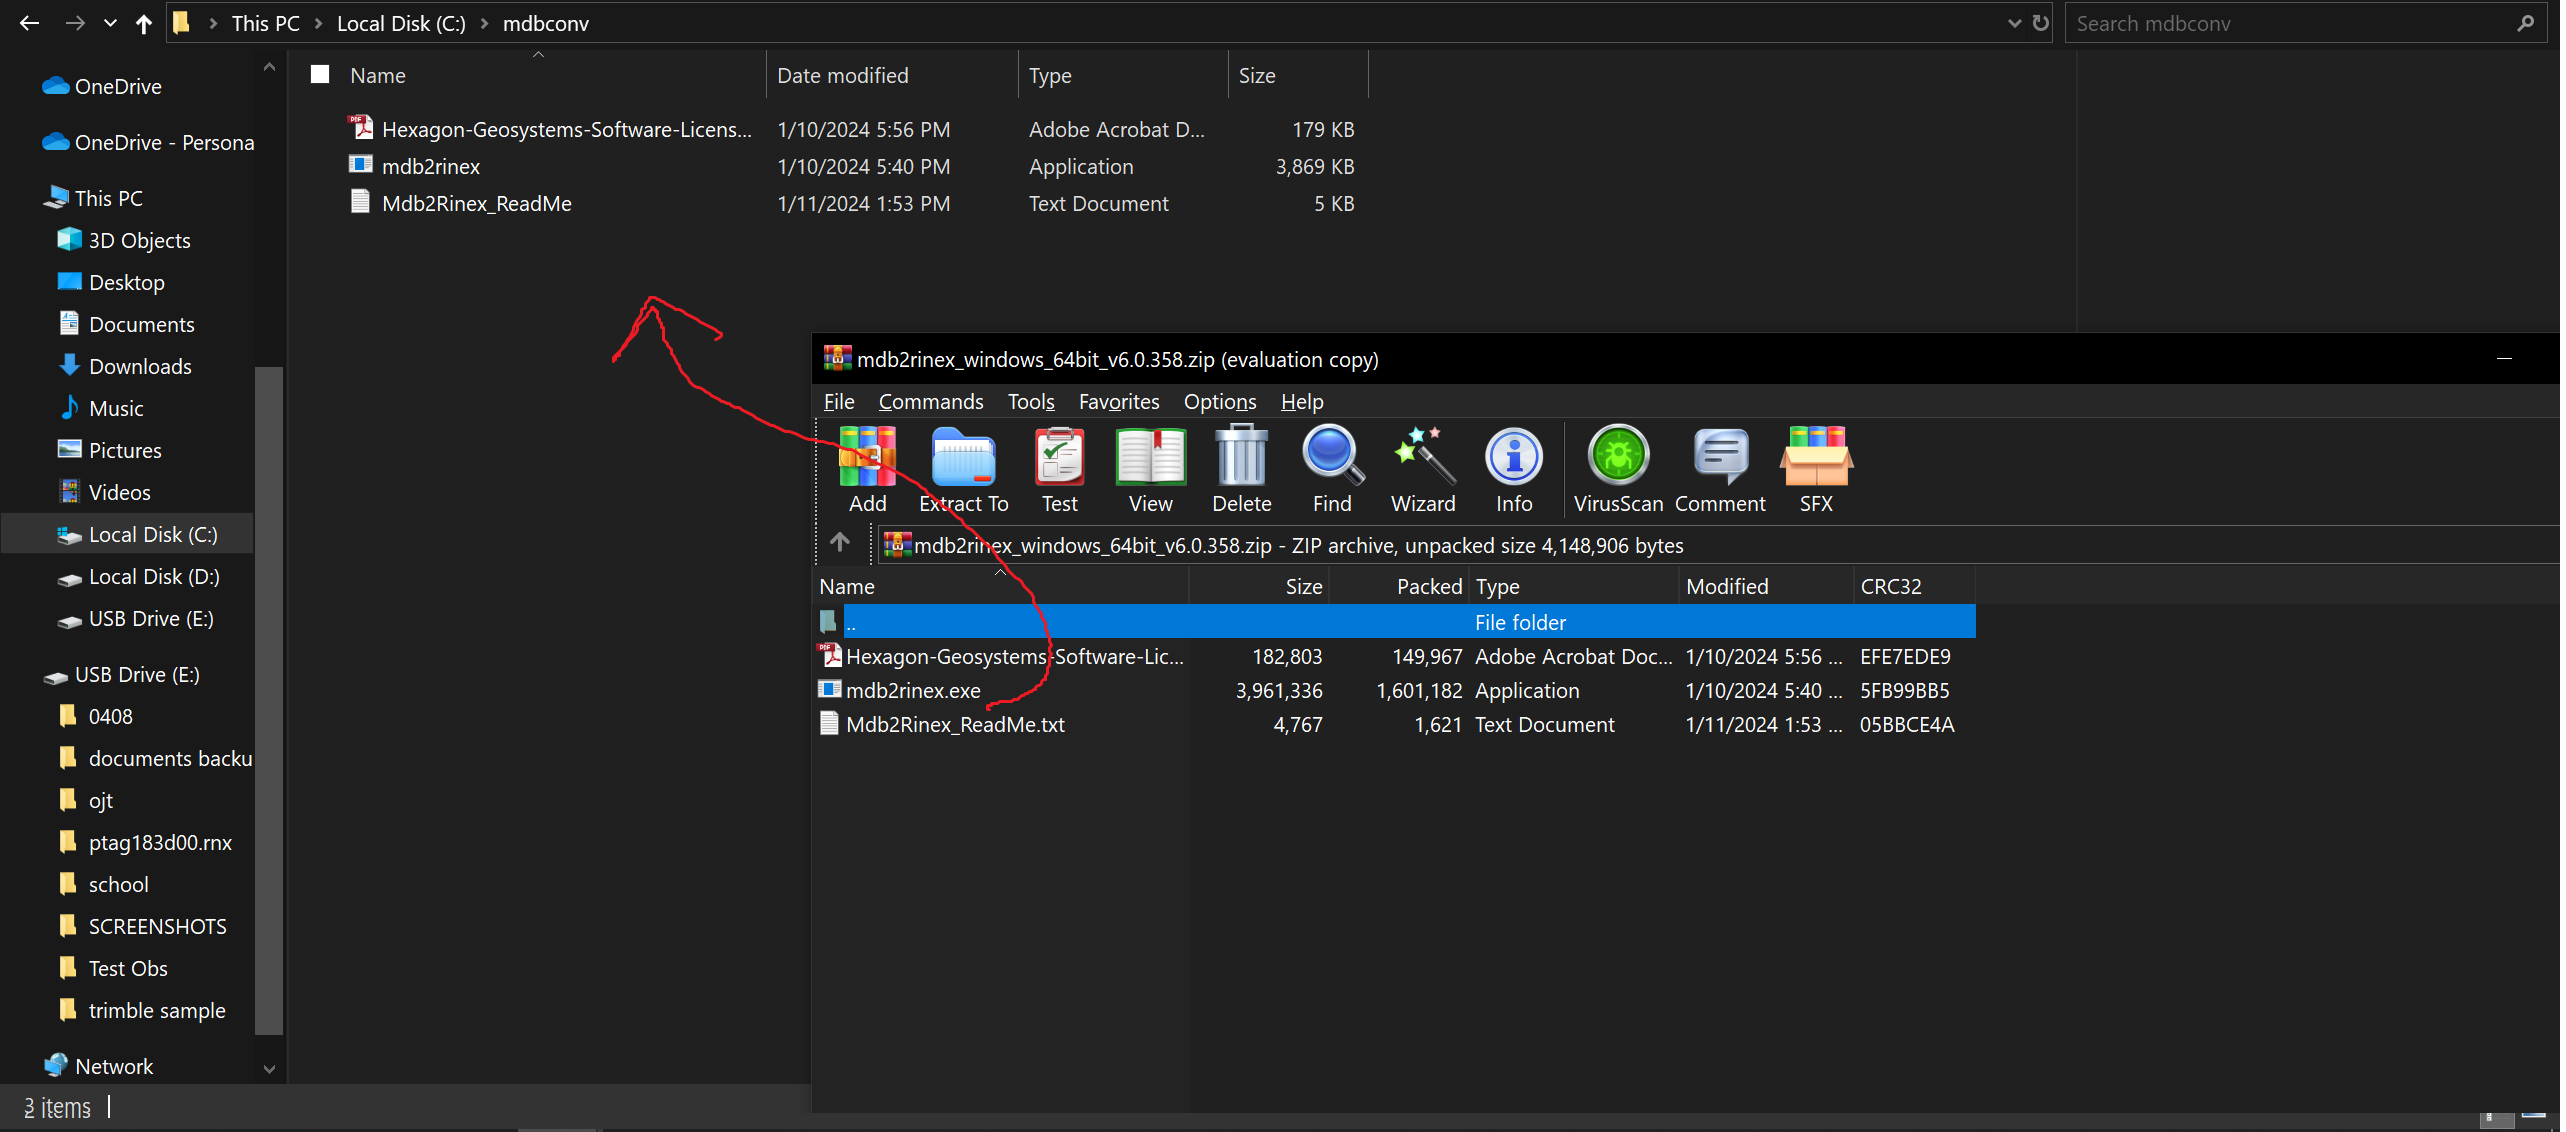 This PC > Local Disk (C:) > mdbconv
Search mdbconv
Name Date modified Type Size
Hexagon-Geosystems-Software-Licens... 1/10/2024 5:56 PM Adobe Acrobat D... 179 KB
mdb2rinex 1/10/2024 5:40 PM Application 3,869 KB
Mdb2Rinex_ReadMe 1/11/2024 1:53 PM Text Document 5 KB
OneDrive
OneDrive - Persona
This PC
3D Objects
Desktop
Documents
Downloads
Music
Pictures
Videos
Local Disk (C:)
Local Disk (D:)
USB Drive (E:)
USB Drive (E:)
0408
documents backu
ojt
ptag183d00.rnx
school
SCREENSHOTS
Test Obs
trimble sample
Network
3 items
mdb2rinex_windows_64bit_v6.0.358.zip (evaluation copy)
File Commands Tools Favorites Options Help
Add Extract To Test View Delete Find Wizard Info VirusScan Comment SFX
mdb2rinex_windows_64bit_v6.0.358.zip - ZIP archive, unpacked size 4,148,906 bytes
Name Size Packed Type Modified CRC32
.. File folder
Hexagon-Geosystems-Software-Lic... 182,803 149,967 Adobe Acrobat Doc... 1/10/2024 5:56 ... EFE7EDE9
mdb2rinex.exe 3,961,336 1,601,182 Application 1/10/2024 5:40 ... 5FB99BB5
Mdb2Rinex_ReadMe.txt 4,767 1,621 Text Document 1/11/2024 1:53 ... 05BBCE4A